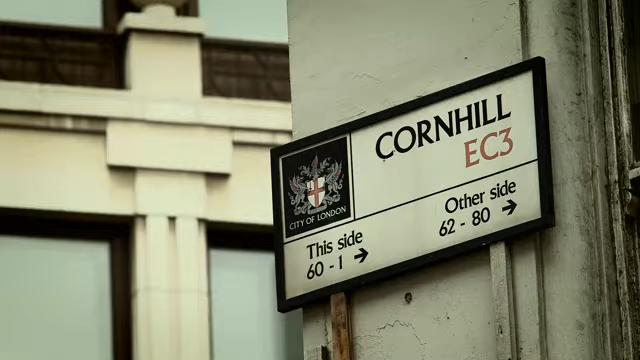 CORNHILL
EC3
CITY OF LONDON
This side
60 - 1 →
Other side
62 - 80 →